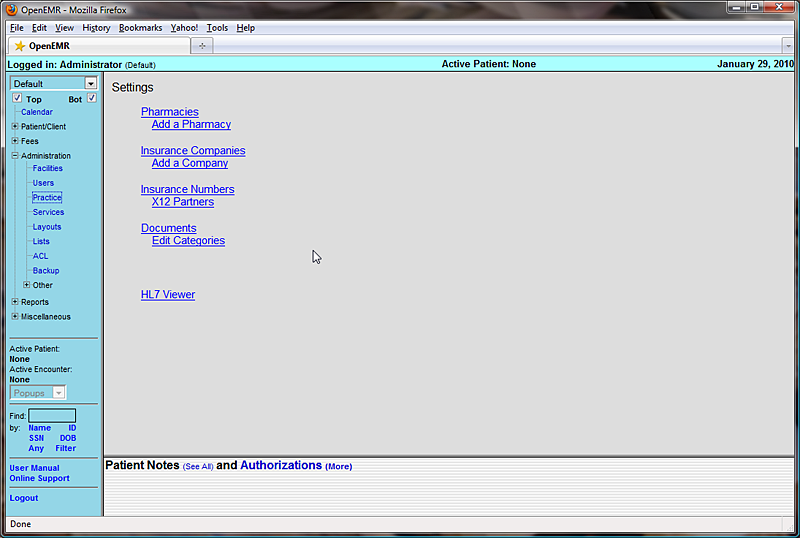 OpenEMR - Mozilla Firefox
File Edit View History Bookmarks Yahoo! Tools Help
OpenEMR
Logged in: Administrator (Default) Active Patient: None January 29, 2010
Default
Top Bot
Calendar
Patient/Client
Fees
Administration
Facilities
Users
Practice
Services
Layouts
Lists
ACL
Backup
Other
Reports
Miscellaneous
Active Patient:
None
Active Encounter:
None
Popups
Find:
by: Name ID
SSN DOB
Any Filter
User Manual
Online Support
Logout
Settings
Pharmacies
Add a Pharmacy
Insurance Companies
Add a Company
Insurance Numbers
X12 Partners
Documents
Edit Categories
HL7 Viewer
Patient Notes (See All) and Authorizations (More)
Done